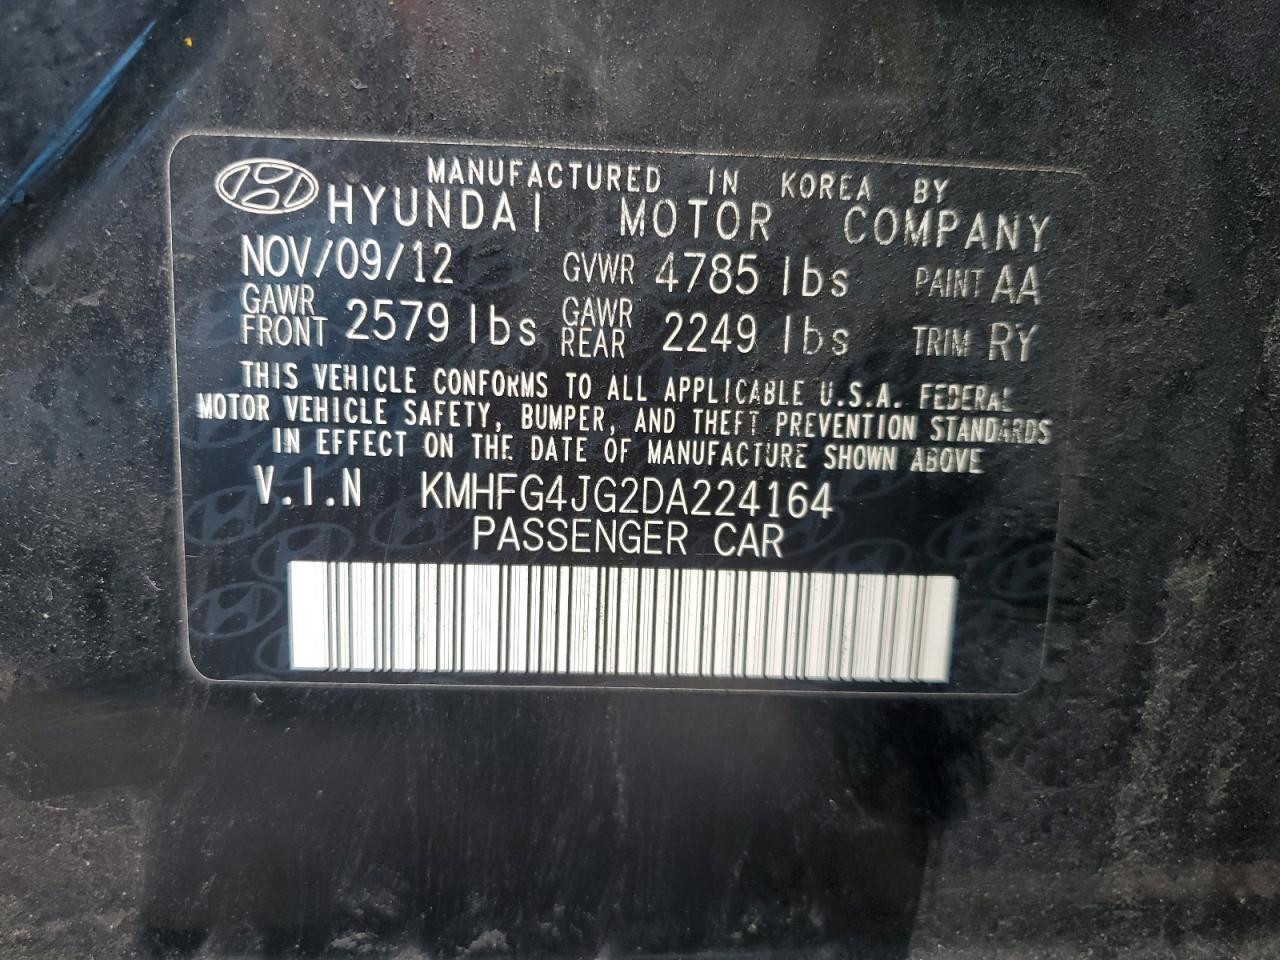 MANUFACTURED IN KOREA BY
HYUNDAI MOTOR COMPANY
NOV/09/12 GVWR 4785 lbs PAINT AA
GAWR FRONT 2579 lbs GAWR REAR 2249 lbs TRIM RY
THIS VEHICLE CONFORMS TO ALL APPLICABLE U.S.A. FEDERAL
MOTOR VEHICLE SAFETY, BUMPER, AND THEFT PREVENTION STANDARDS
IN EFFECT ON THE DATE OF MANUFACTURE SHOWN ABOVE
V.I.N KMHFG4JG2DA224164
PASSENGER CAR